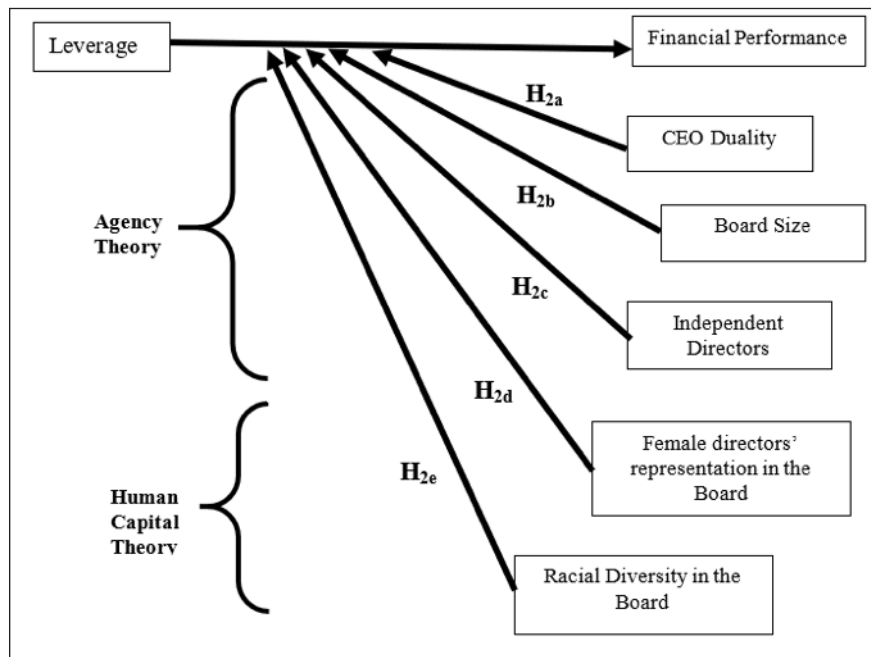 Leverage
Financial Performance
H2a
CEO Duality
H2b
Board Size
Agency
Theory
H2c
Independent
Directors
H2d
Female directors’
representation in the
Board
H2e
Human
Capital
Theory
Racial Diversity in the
Board